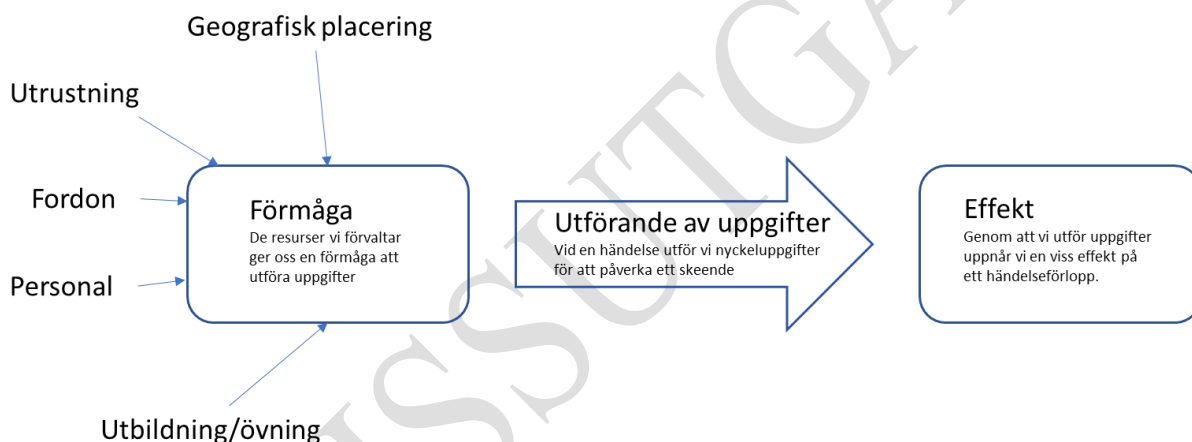 Geografisk placering
Utrustning
Fordon
Personal
Utbildning/övning
Förmåga
De resurser vi förvaltar
ger oss en förmåga att
utföra uppgifter
Utförande av uppgifter
Vid en händelse utför vi nyckeluppgifter
för att påverka ett skeende
Effekt
Genom att vi utför uppgifter
uppnår vi en viss effekt på
ett händelseförlopp.